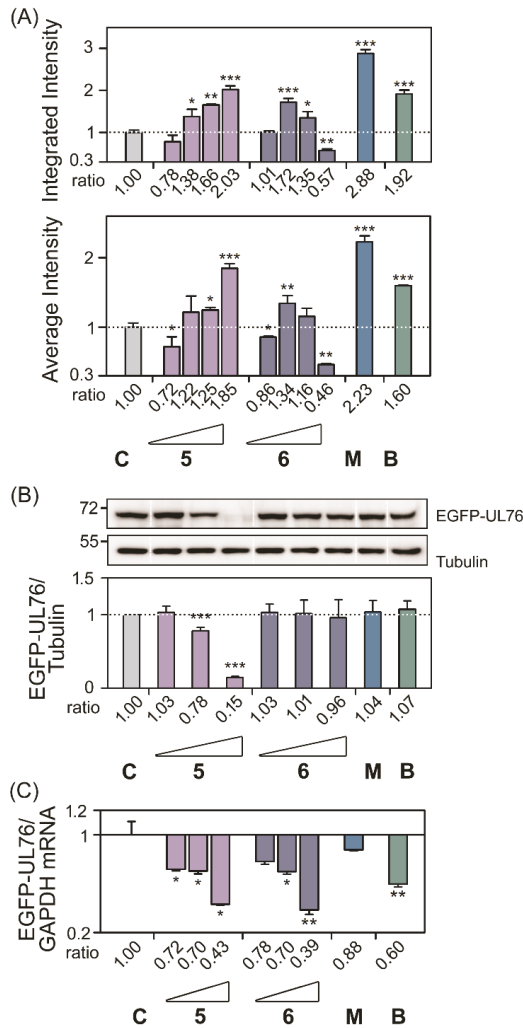 (A)
Integrated Intensity
3
2
1
0.3
***
**
*
***
*
**
***
***
ratio
1.00 0.78 1.38 1.66 2.03 1.01 1.72 1.35 0.57 2.88 1.92
Average Intensity
2
1
0.3
*
*
***
*
**
**
***
***
ratio
1.00 0.72 1.22 1.25 1.85 0.86 1.34 1.16 0.46 2.23 1.60
C 5 6 M B
(B)
72
EGFP-UL76
55
Tubulin
EGFP-UL76/
Tubulin
1.5
1
0
***
***
ratio
1.00 1.03 0.78 0.15 1.03 1.01 0.96 1.04 1.07
C 5 6 M B
(C)
EGFP-UL76/
GAPDH mRNA
1.2
1
0.2
* * * * ** **
ratio
1.00 0.72 0.70 0.43 0.78 0.70 0.39 0.88 0.60
C 5 6 M B